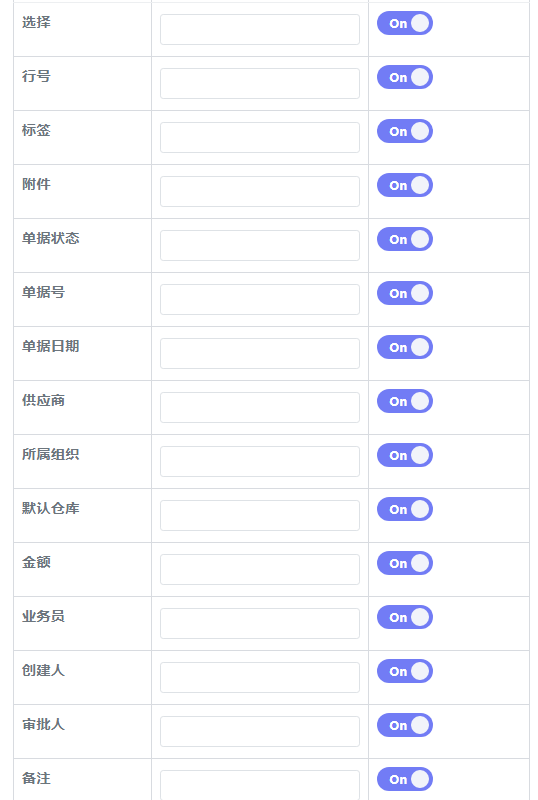 选择 On
行号 On
标签 On
附件 On
单据状态 On
单据号 On
单据日期 On
供应商 On
所属组织 On
默认仓库 On
金额 On
业务员 On
创建人 On
审批人 On
备注 On